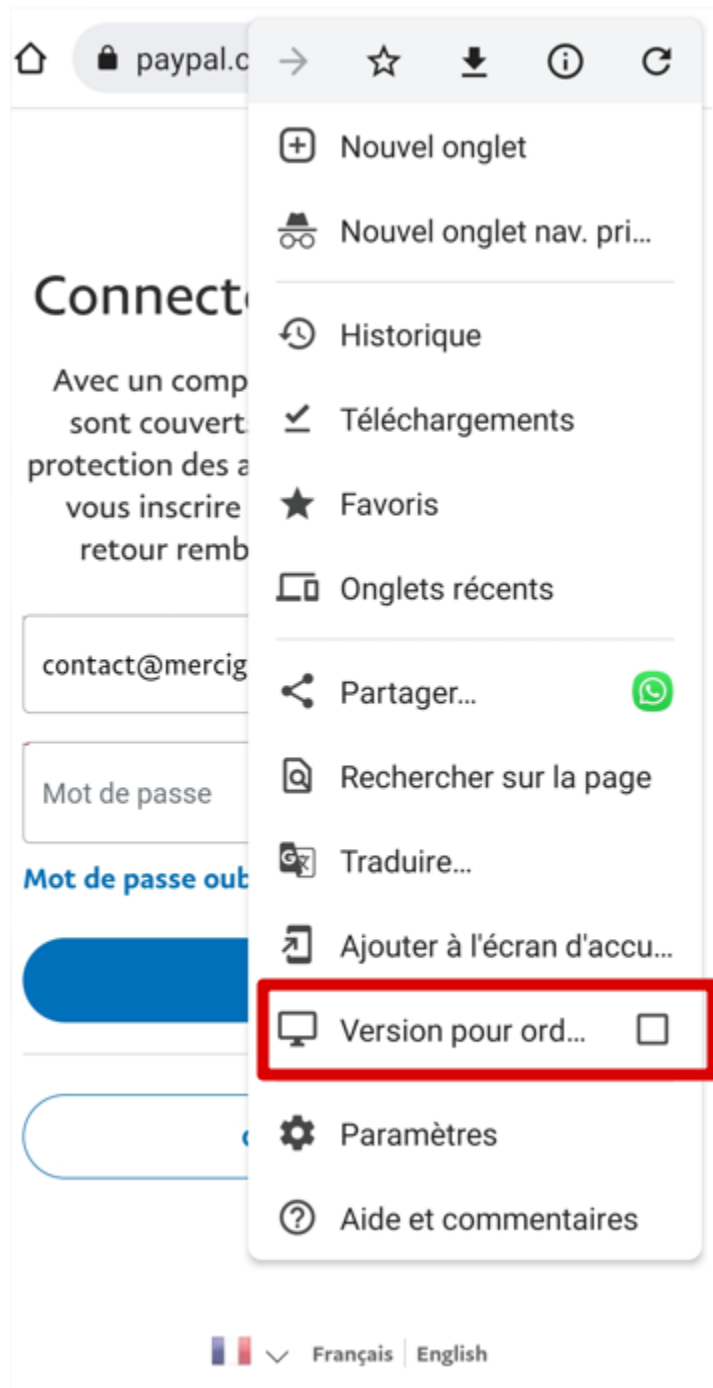 paypal.c
Nouvel onglet
Nouvel onglet nav. pri...
Connect
Historique
Avec un comp
sont couvert
Téléchargements
protection des a
vous inscrire
Favoris
retour remb
Onglets récents
contact@mercig
Partager...
Rechercher sur la page
Mot de passe
Traduire...
Mot de passe oub
Ajouter à l'écran d'accu...
Version pour ord...
Paramètres
Aide et commentaires
Français
English